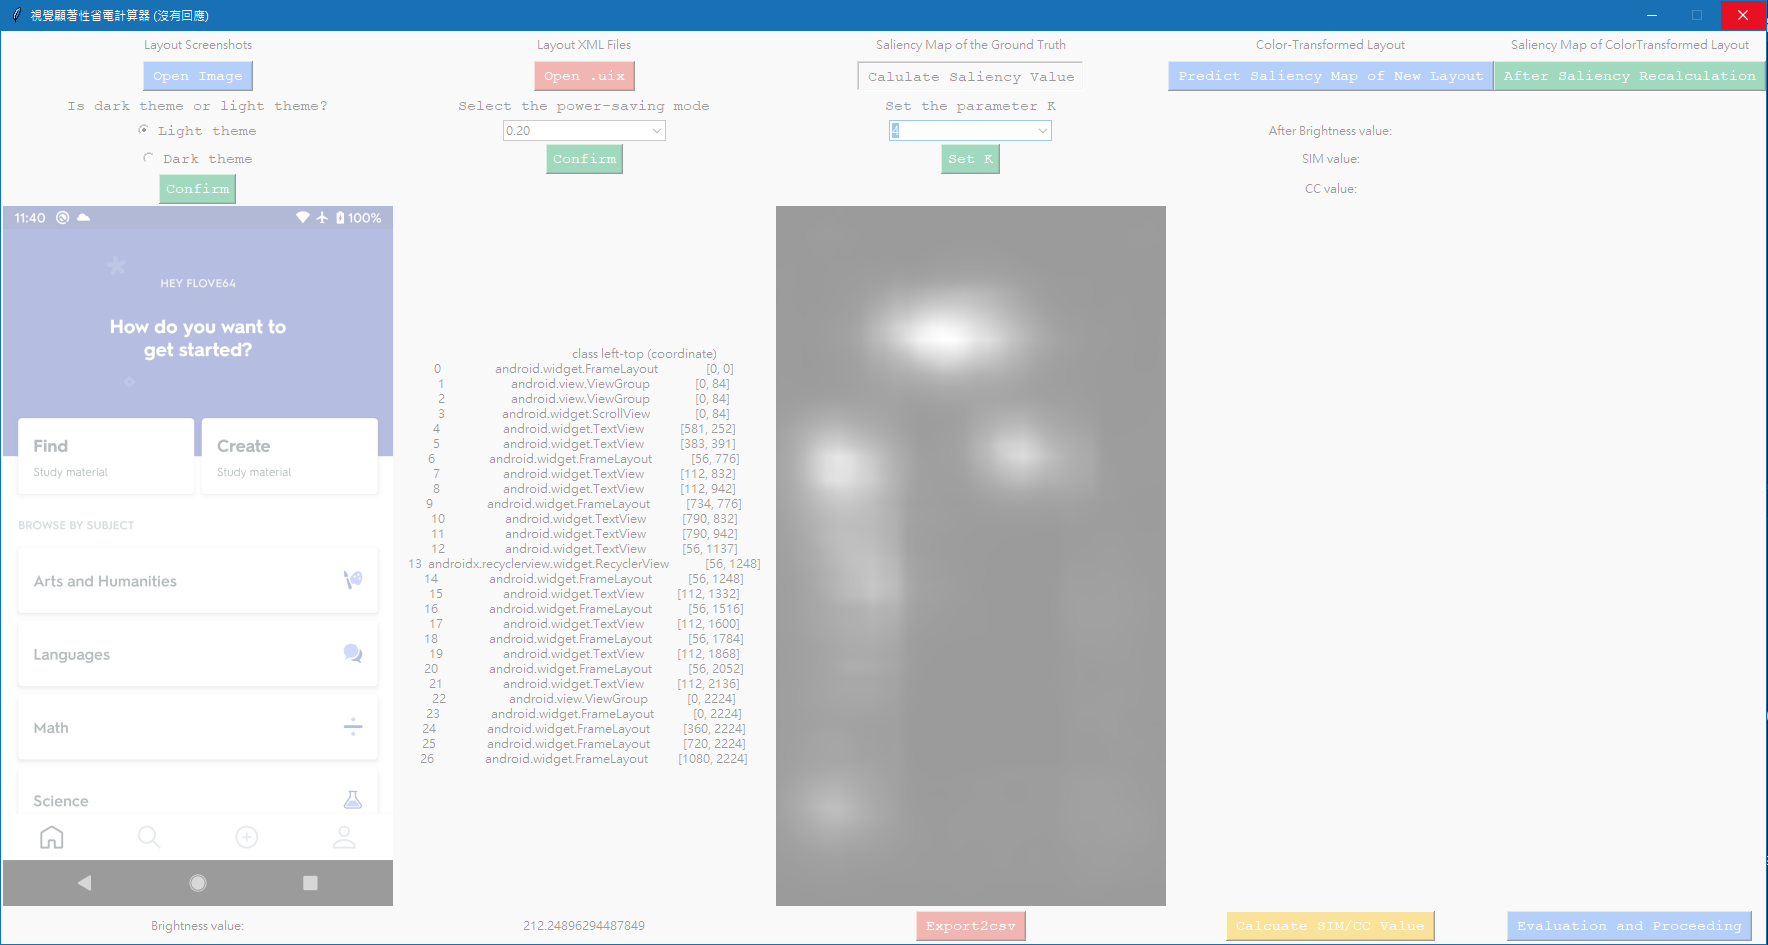 視覺顯著性省電計算器 (沒有回應)
Layout Screenshots
Layout XML Files
Saliency Map of the Ground Truth
Color-Transformed Layout
Saliency Map of ColorTransformed Layout
Open Image
Open .uix
Calulate Saliency Value
Predict Saliency Map of New Layout
After Saliency Recalculation
Is dark theme or light theme?
Select the power-saving mode
Set the parameter K
Light theme
0.20
4
After Brightness value:
Dark theme
Confirm
Set K
SIM value:
Confirm
CC value:
11:40
100%
HEY FLOVE64
How do you want to
get started?
Find
Study material
Create
Study material
BROWSE BY SUBJECT
Arts and Humanities
Languages
Math
Science
class left-top (coordinate)
0 android.widget.FrameLayout [0, 0]
1 android.view.ViewGroup [0, 84]
2 android.view.ViewGroup [0, 84]
3 android.widget.ScrollView [0, 84]
4 android.widget.TextView [581, 252]
5 android.widget.TextView [383, 391]
6 android.widget.FrameLayout [56, 776]
7 android.widget.TextView [112, 832]
8 android.widget.TextView [112, 942]
9 android.widget.FrameLayout [734, 776]
10 android.widget.TextView [790, 832]
11 android.widget.TextView [790, 942]
12 android.widget.TextView [56, 1137]
13 androidx.recyclerview.widget.RecyclerView [56, 1248]
14 android.widget.FrameLayout [56, 1248]
15 android.widget.TextView [112, 1332]
16 android.widget.FrameLayout [56, 1516]
17 android.widget.TextView [112, 1600]
18 android.widget.FrameLayout [56, 1784]
19 android.widget.TextView [112, 1868]
20 android.widget.FrameLayout [56, 2052]
21 android.widget.TextView [112, 2136]
22 android.view.ViewGroup [0, 2224]
23 android.widget.FrameLayout [0, 2224]
24 android.widget.FrameLayout [360, 2224]
25 android.widget.FrameLayout [720, 2224]
26 android.widget.FrameLayout [1080, 2224]
Brightness value:
212.24896294487849
Export2csv
Calcuate SIM/CC Value
Evaluation and Proceeding